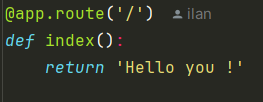 @app.route('/') ilan
def index():
    return 'Hello you !'